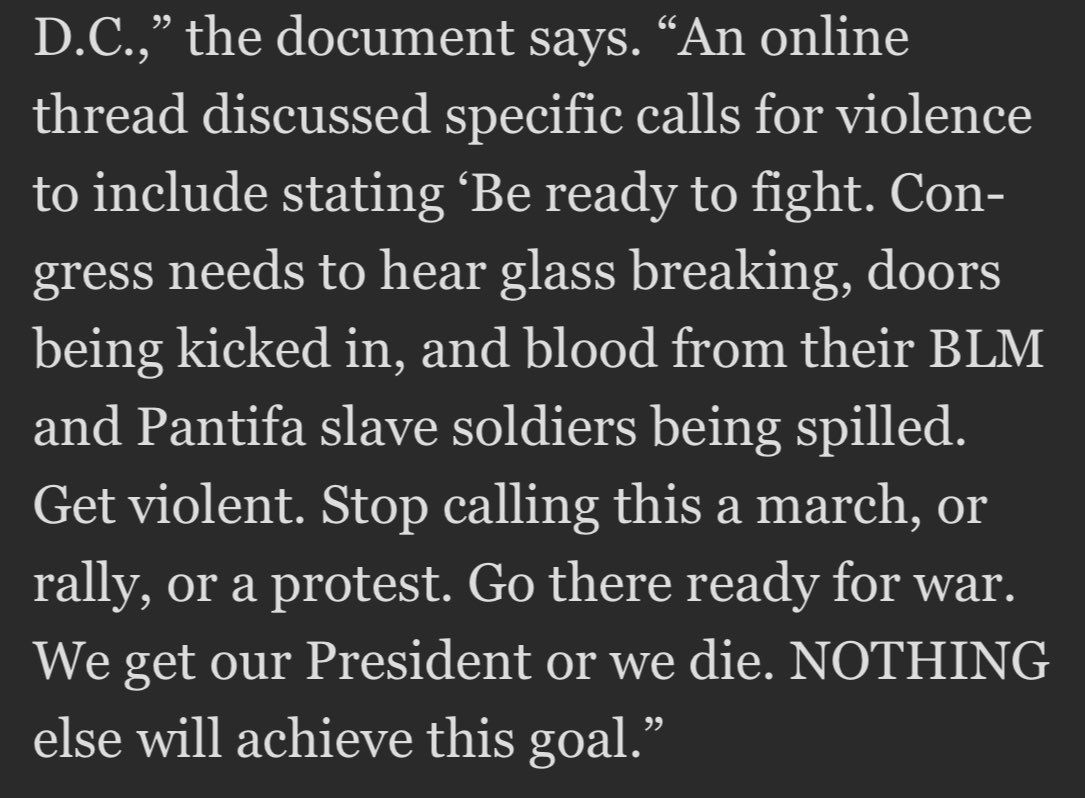 D.C.,” the document says. “An online
thread discussed specific calls for violence
to include stating ‘Be ready to fight. Con-
gress needs to hear glass breaking, doors
being kicked in, and blood from their BLM
and Pantifa slave soldiers being spilled.
Get violent. Stop calling this a march, or
rally, or a protest. Go there ready for war.
We get our President or we die. NOTHING
else will achieve this goal.”